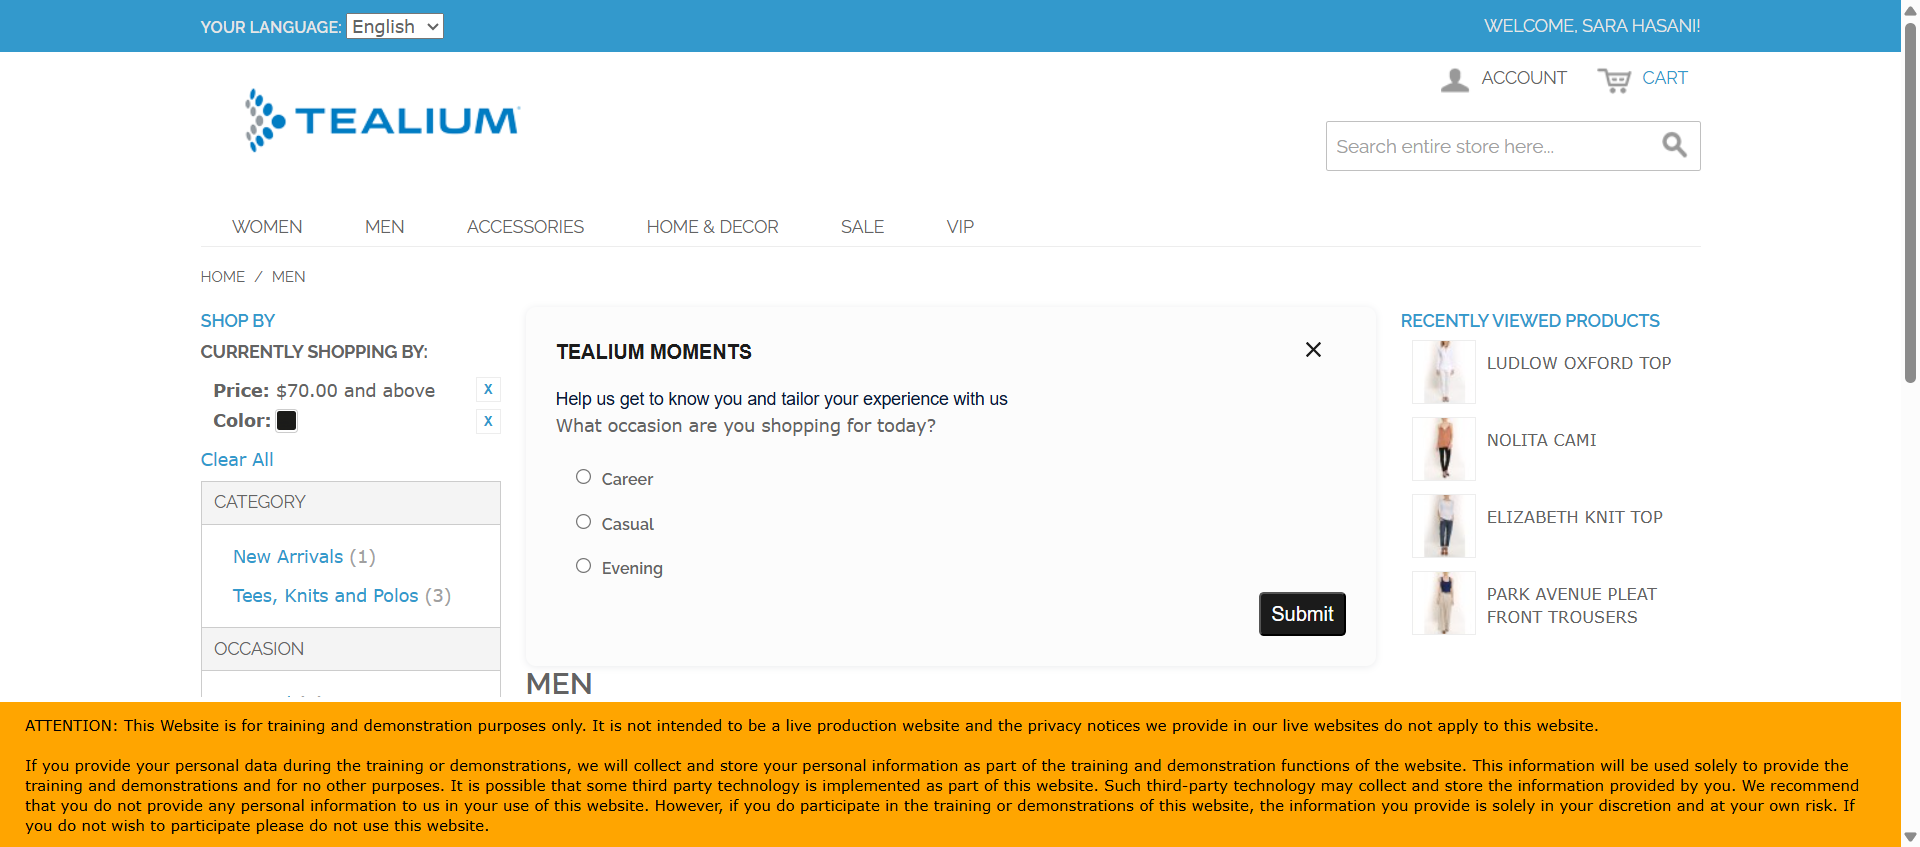 YOUR LANGUAGE: English
WELCOME, SARA HASANI!
ACCOUNT
CART
TEALIUM
Search entire store here...
WOMEN
MEN
ACCESSORIES
HOME & DECOR
SALE
VIP
HOME / MEN
SHOP BY
CURRENTLY SHOPPING BY:
Price: $70.00 and above
X
Color:
X
Clear All
CATEGORY
New Arrivals (1)
Tees, Knits and Polos (3)
OCCASION
TEALIUM MOMENTS
Help us get to know you and tailor your experience with us
What occasion are you shopping for today?
Career
Casual
Evening
Submit
MEN
RECENTLY VIEWED PRODUCTS
LUDLOW OXFORD TOP
NOLITA CAMI
ELIZABETH KNIT TOP
PARK AVENUE PLEAT
FRONT TROUSERS
ATTENTION: This Website is for training and demonstration purposes only. It is not intended to be a live production website and the privacy notices we provide in our live websites do not apply to this website.
If you provide your personal data during the training or demonstrations, we will collect and store your personal information as part of the training and demonstration functions of the website. This information will be used solely to provide the
training and demonstrations and for no other purposes. It is possible that some third party technology is implemented as part of this website. Such third-party technology may collect and store the information provided by you. We recommend
that you do not provide any personal information to us in your use of this website. However, if you do participate in the training or demonstrations of this website, the information you provide is solely in your discretion and at your own risk. If
you do not wish to participate please do not use this website.